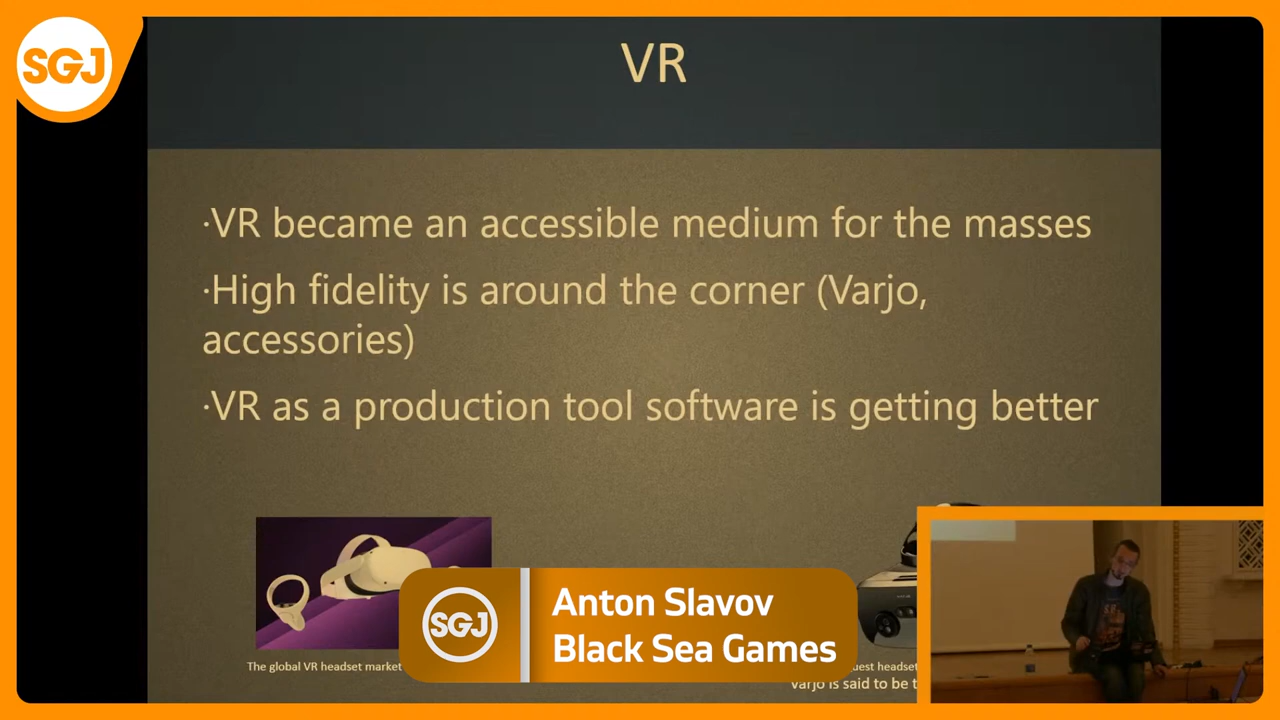 SGJ
VR
·VR became an accessible medium for the masses
·High fidelity is around the corner (Varjo,
accessories)
·VR as a production tool software is getting better
The global VR headset market
headset
Varjo is said to be
SGJ
Anton Slavov
Black Sea Games